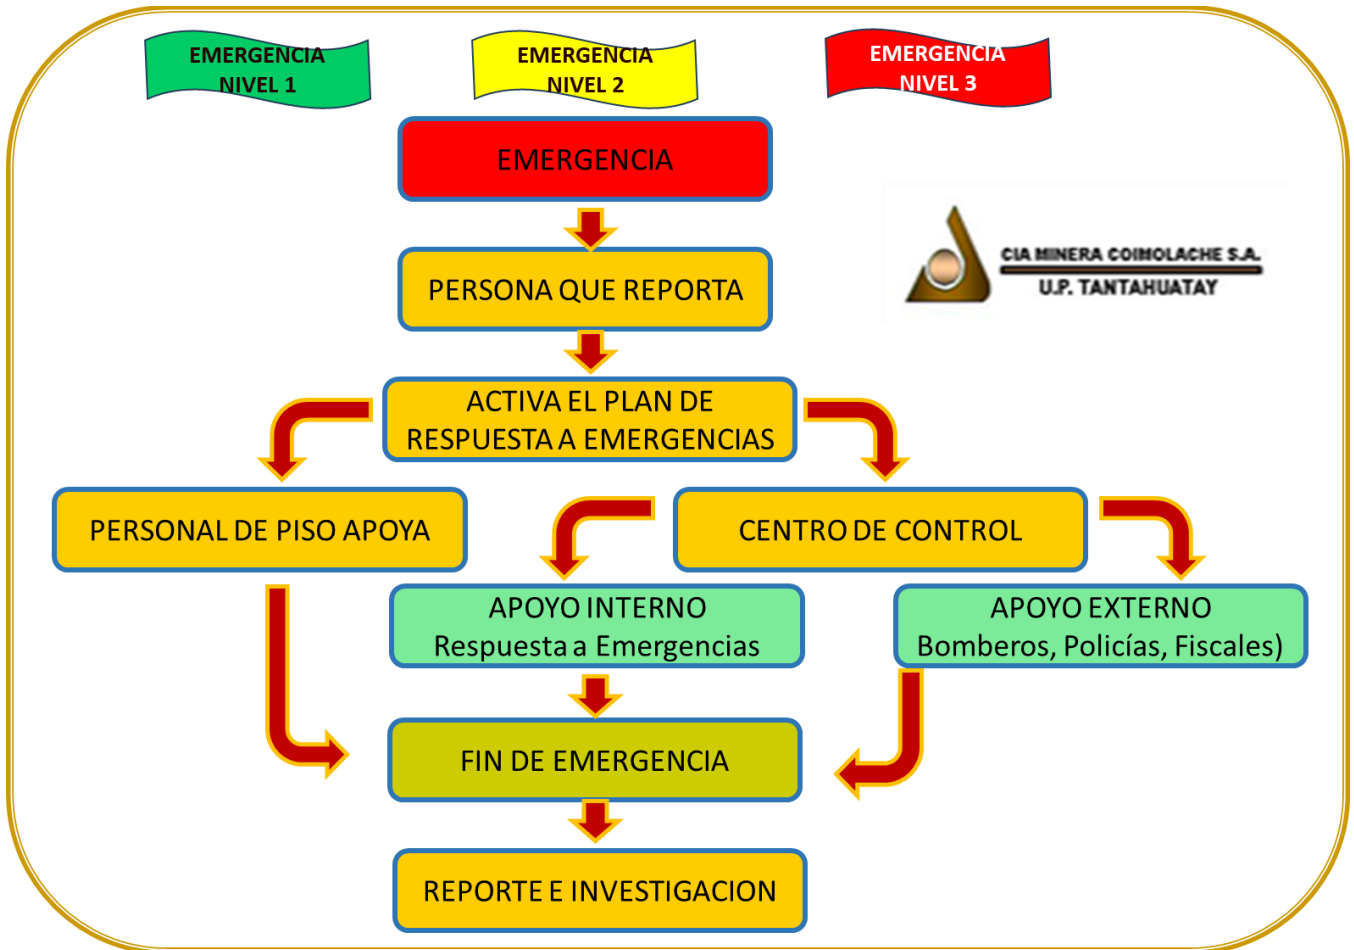 EMERGENCIA
NIVEL 1
EMERGENCIA
NIVEL 2
EMERGENCIA
NIVEL 3
EMERGENCIA
PERSONA QUE REPORTA
CIA MINERA COIMOLACHE S.A.
U.P. TANTAHUATAY
ACTIVA EL PLAN DE
RESPUESTA A EMERGENCIAS
PERSONAL DE PISO APOYA
CENTRO DE CONTROL
APOYO INTERNO
Respuesta a Emergencias
APOYO EXTERNO
Bomberos, Policías, Fiscales)
FIN DE EMERGENCIA
REPORTE E INVESTIGACION